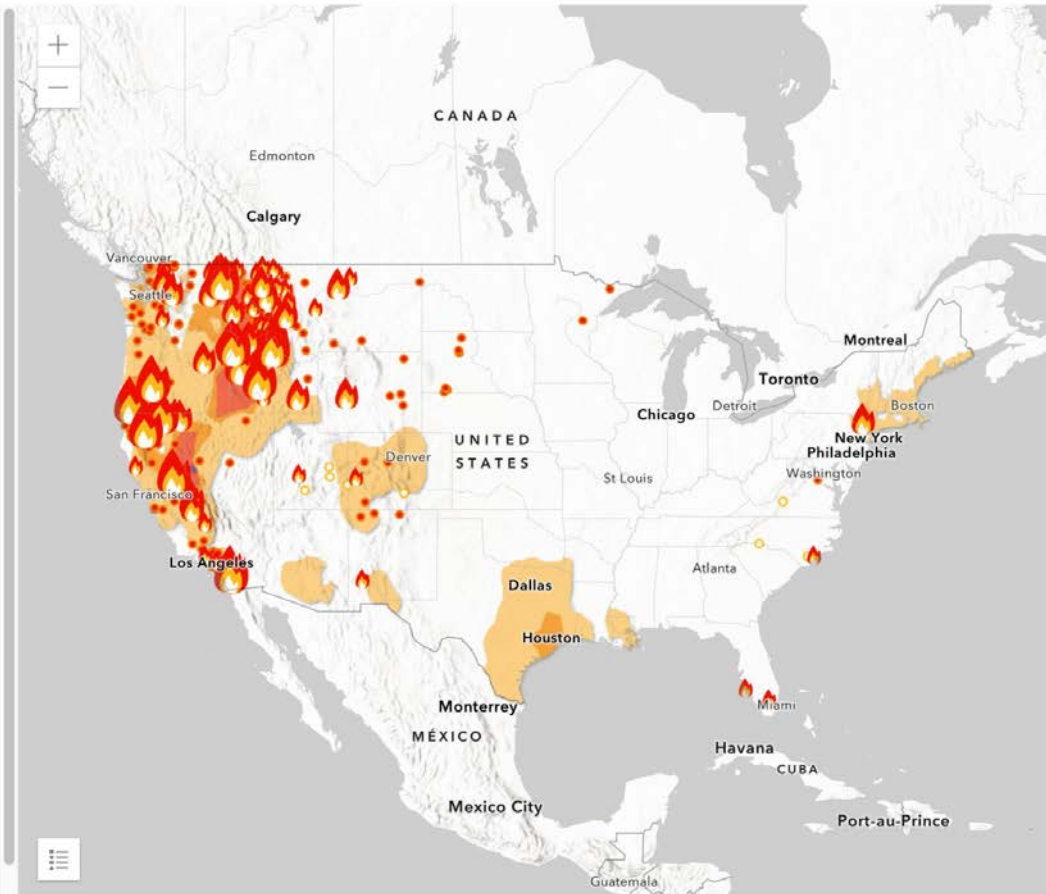 +
−
CANADA
Edmonton
Calgary
Vancouver
Seattle
Montreal
Toronto
Chicago
Detroit
Boston
New York
Philadelphia
UNITED
STATES
Denver
St Louis
Washington
San Francisco
Los Angeles
Atlanta
Dallas
Houston
Monterrey
Miami
MÉXICO
Havana
CUBA
Mexico City
Port-au-Prince
Guatemala